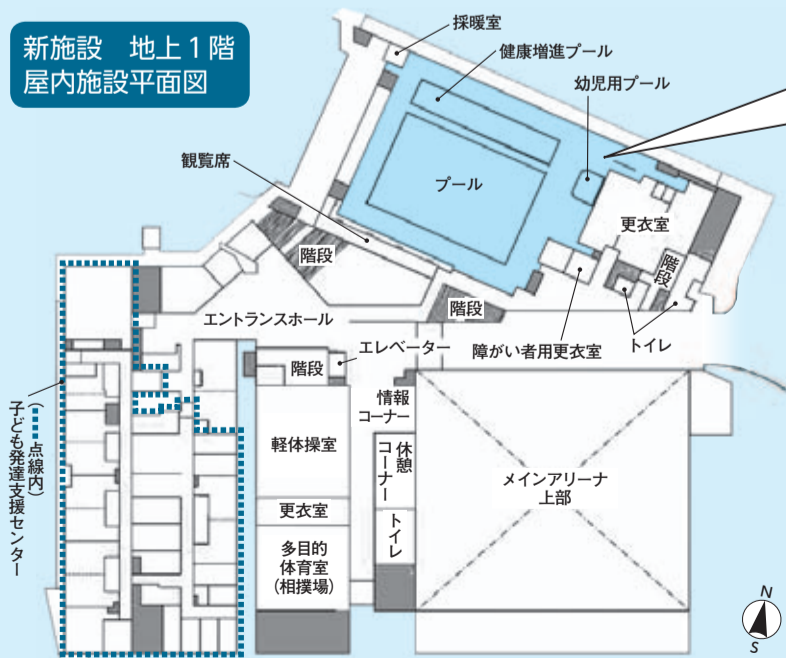 新施設　地上1階
屋内施設平面図
採暖室
健康増進プール
幼児用プール
観覧席
プール
更衣室
階段
階段
階段
エントランスホール
エレベーター
障がい者用更衣室
トイレ
階段
情報
コーナー
軽体操室
休憩
コーナー
メインアリーナ
上部
更衣室
トイレ
多目的
体育室
(相撲場)
子ども発達支援センター
(点線内)
N
S